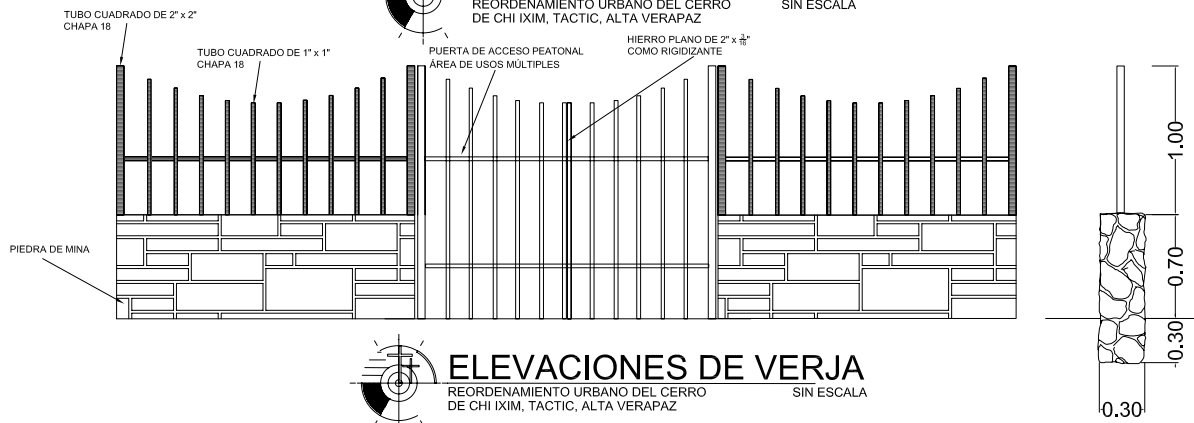 REORDENAMIENTO URBANO DEL CERRO
DE CHI IXIM, TACTIC, ALTA VERAPAZ
SIN ESCALA
TUBO CUADRADO DE 2" x 2"
CHAPA 18
TUBO CUADRADO DE 1" x 1"
CHAPA 18
PUERTA DE ACCESO PEATONAL
ÁREA DE USOS MÚLTIPLES
HIERRO PLANO DE 2" x 3/16"
COMO RIGIDIZANTE
PIEDRA DE MINA
1.00
0.70
0.30
0.30
ELEVACIONES DE VERJA
REORDENAMIENTO URBANO DEL CERRO
DE CHI IXIM, TACTIC, ALTA VERAPAZ
SIN ESCALA